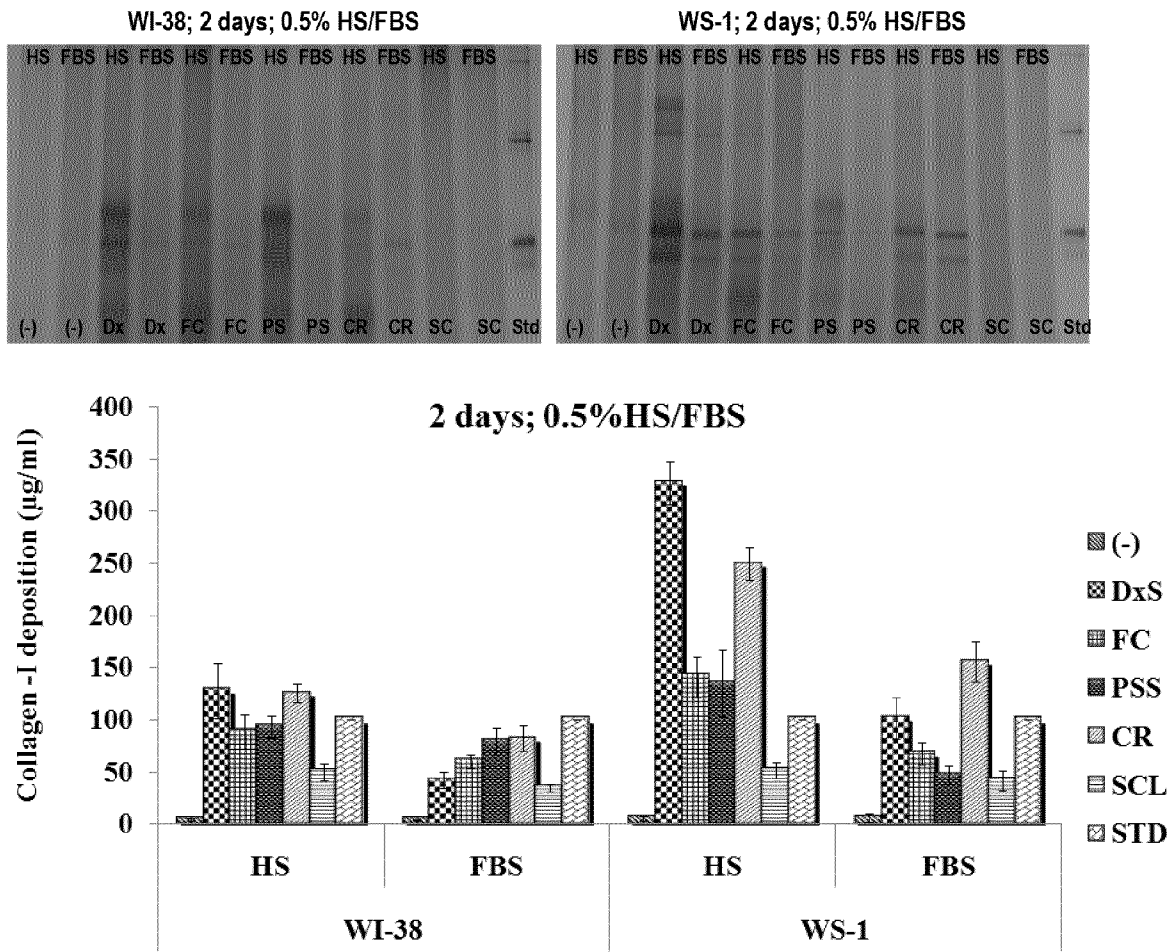 WI-38; 2 days; 0.5% HS/FBS
HS FBS HS FBS HS FBS HS FBS HS FBS HS FBS
(-) (-) Dx Dx FC FC PS PS CR CR SC SC Std
WS-1; 2 days; 0.5% HS/FBS
HS FBS HS FBS HS FBS HS FBS HS FBS HS FBS
(-) (-) Dx Dx FC FC PS PS CR CR SC SC Std
2 days; 0.5%HS/FBS
Collagen -I deposition (µg/ml)
400
350
300
250
200
150
100
50
0
HS FBS HS FBS
WI-38 WS-1
(-)
DxS
FC
PSS
CR
SCL
STD